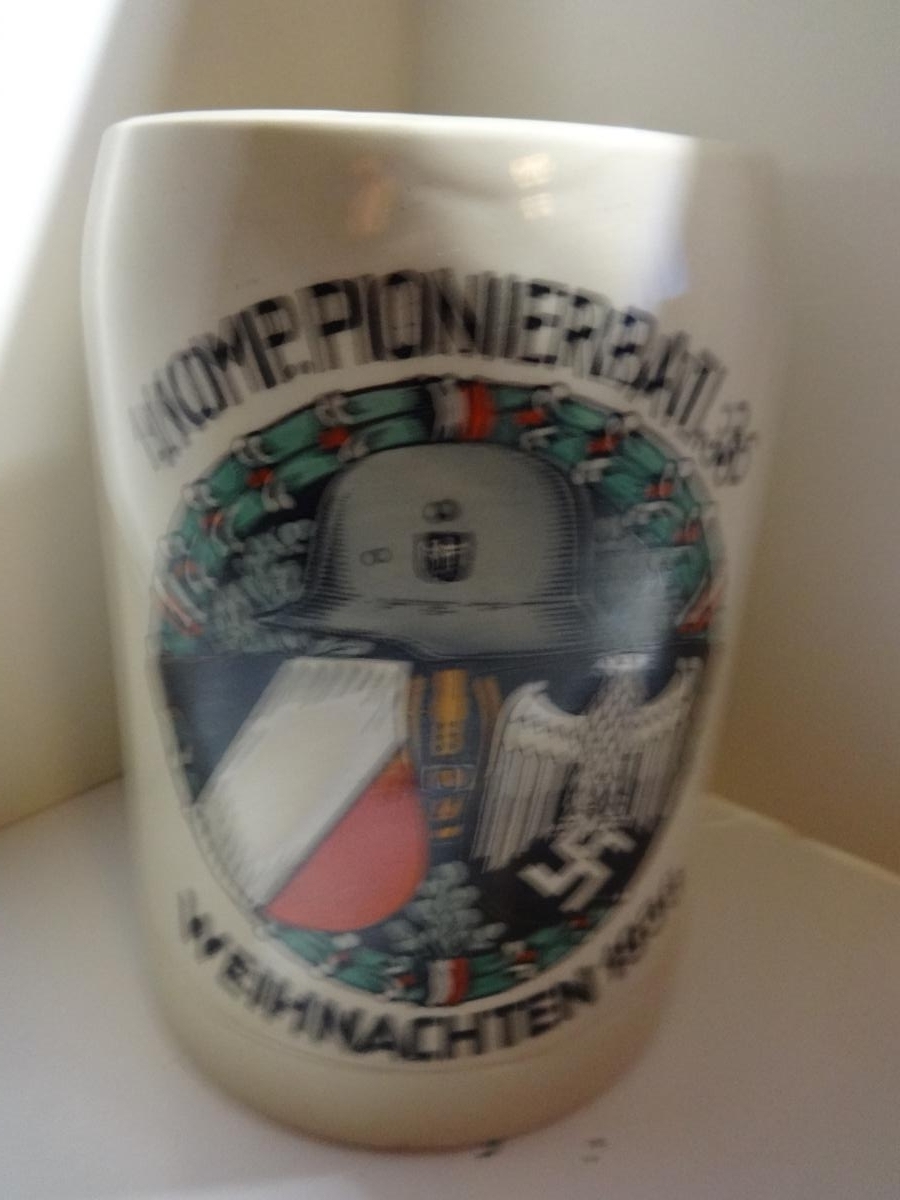 KOMP. PIONIERBATL.
WEIHNACHTEN